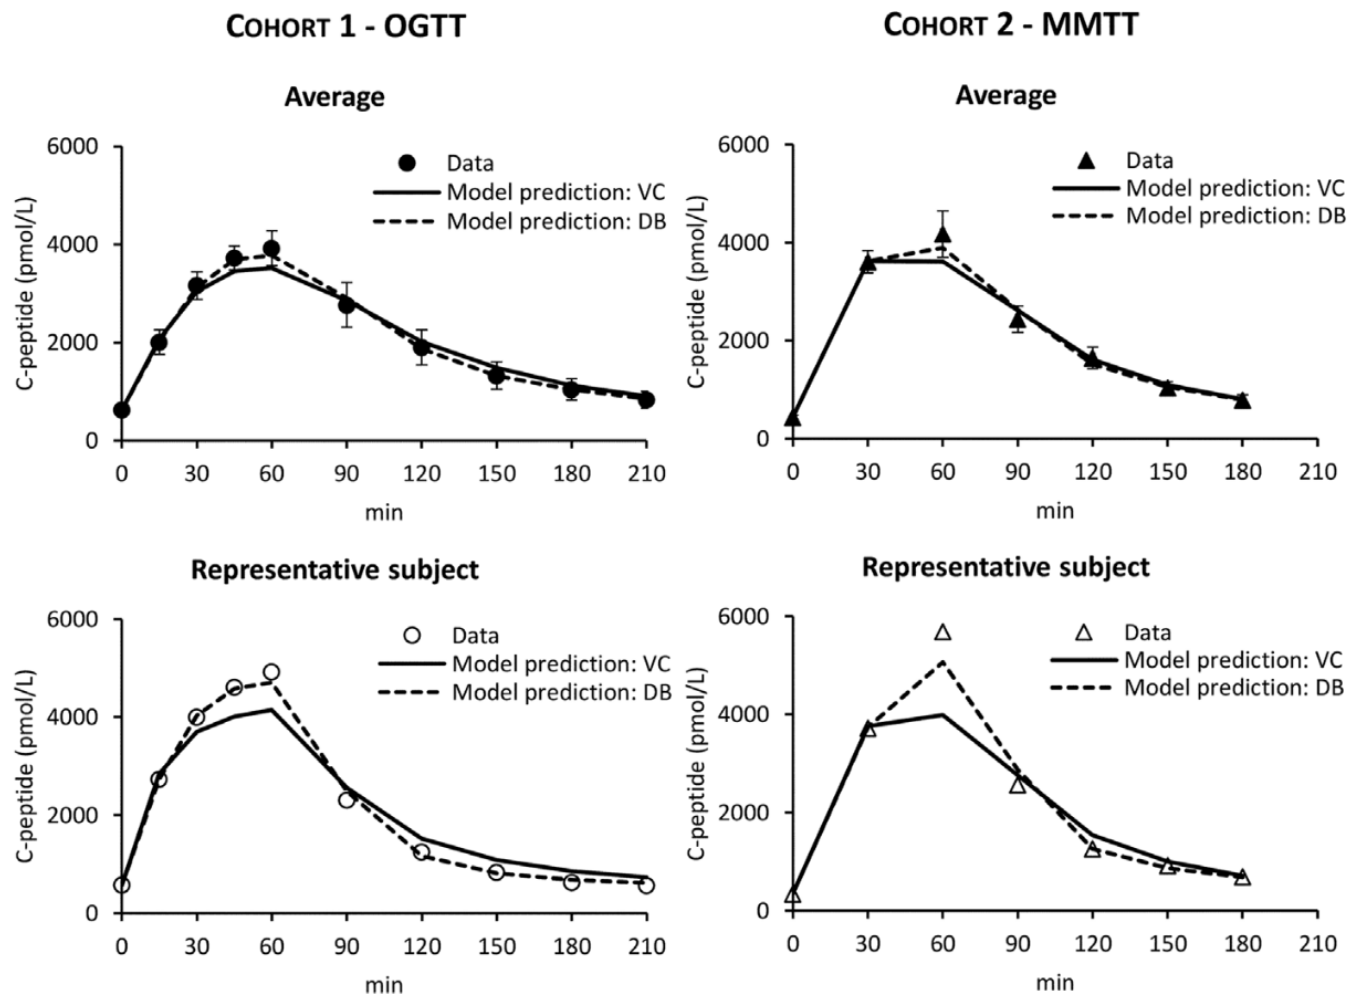 COHORT 1 - OGTT
Average
6000
4000
2000
0
C-peptide (pmol/L)
Data
Model prediction: VC
Model prediction: DB
0 30 60 90 120 150 180 210
min
COHORT 2 - MMTT
Average
6000
4000
2000
0
C-peptide (pmol/L)
Data
Model prediction: VC
Model prediction: DB
0 30 60 90 120 150 180 210
min
Representative subject
6000
4000
2000
0
C-peptide (pmol/L)
Data
Model prediction: VC
Model prediction: DB
0 30 60 90 120 150 180 210
min
Representative subject
6000
4000
2000
0
C-peptide (pmol/L)
Data
Model prediction: VC
Model prediction: DB
0 30 60 90 120 150 180 210
min